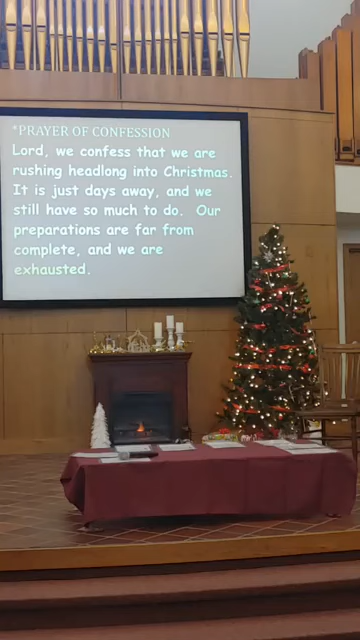 *PRAYER OF CONFESSION
Lord, we confess that we are
rushing headlong into Christmas.
It is just days away, and we
still have so much to do. Our
preparations are far from
complete, and we are
exhausted.